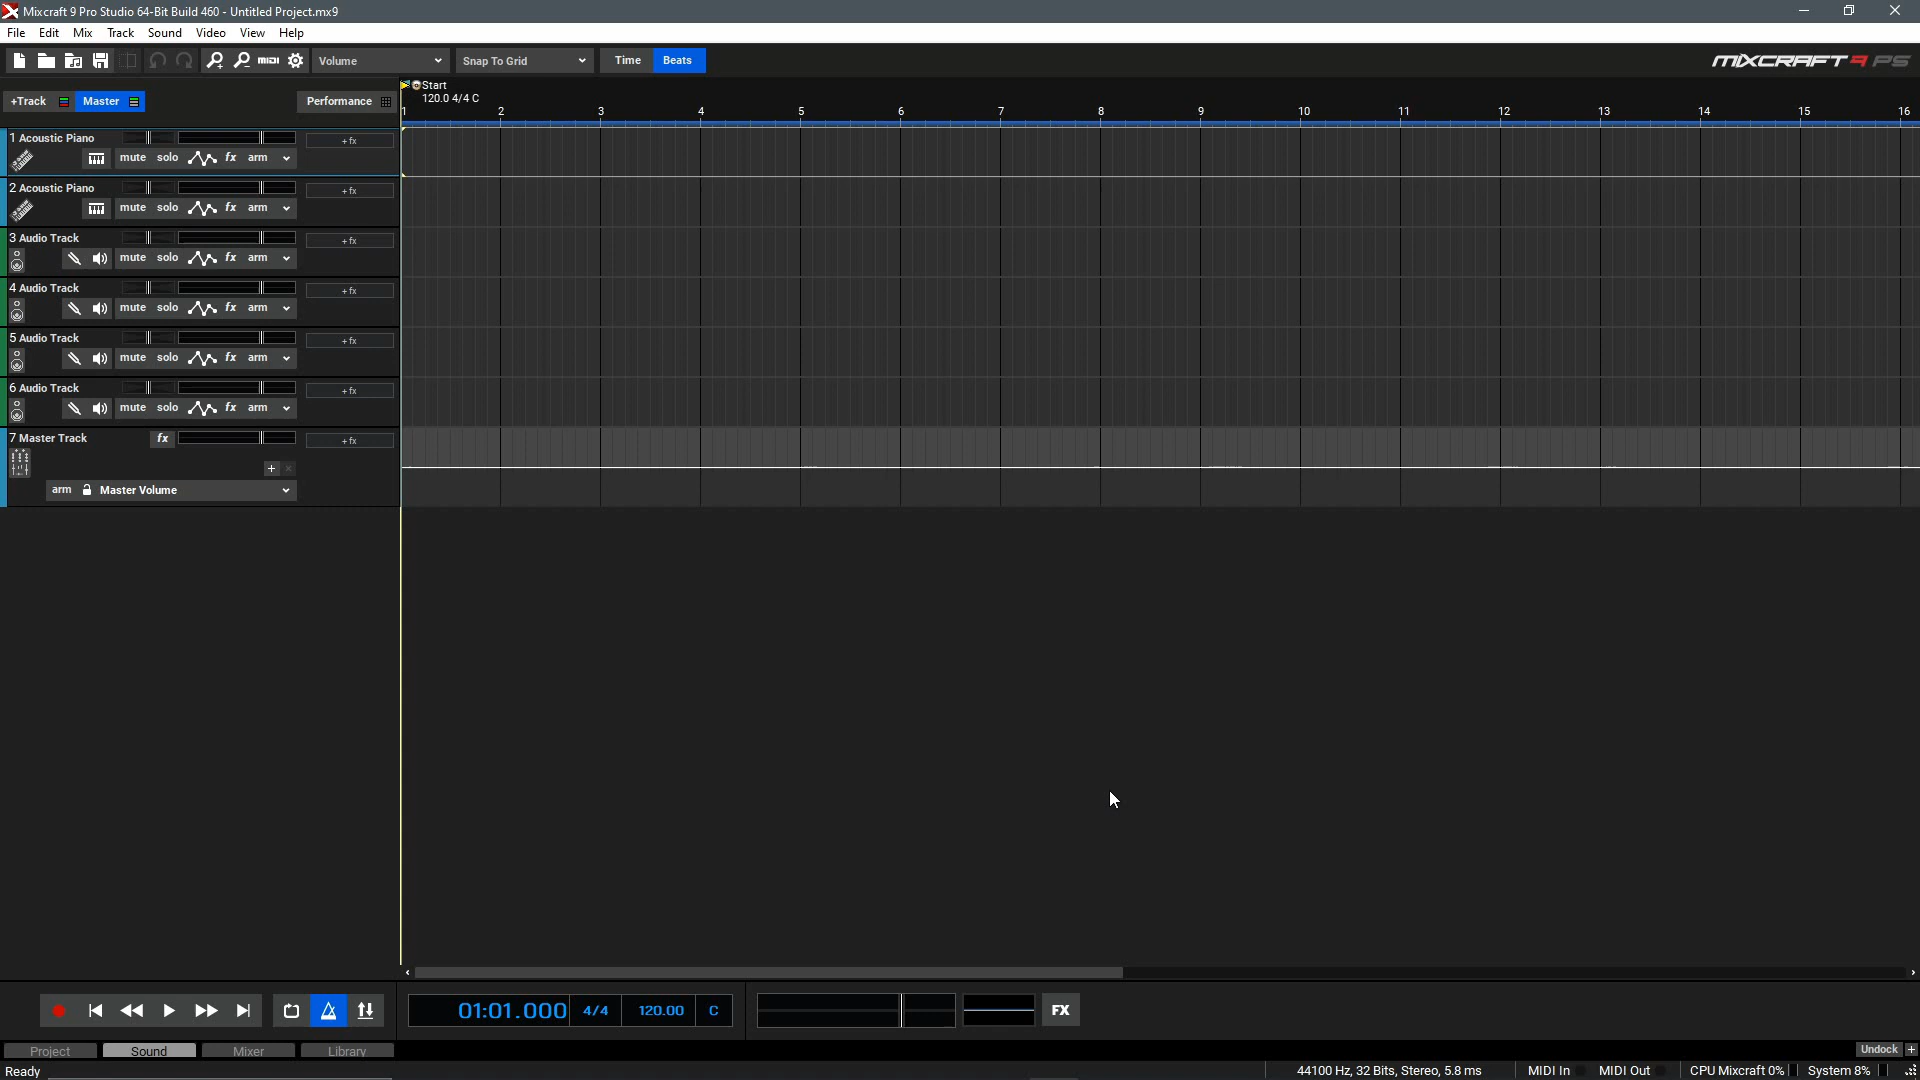 Mixcraft 9 Pro Studio 64-Bit Build 460 - Untitled Project.mx9
File Edit Mix Track Sound Video View Help
MIDI Volume Snap To Grid Time Beats MIXCRAFT 9 PS
+Track Master Performance
Start
120.0 4/4 C
1 2 3 4 5 6 7 8 9 10 11 12 13 14 15 16
1 Acoustic Piano +fx
mute solo fx arm
2 Acoustic Piano +fx
mute solo fx arm
3 Audio Track +fx
mute solo fx arm
4 Audio Track +fx
mute solo fx arm
5 Audio Track +fx
mute solo fx arm
6 Audio Track +fx
mute solo fx arm
7 Master Track fx +fx
arm Master Volume
01:01.000 4/4 120.00 C FX
Project Sound Mixer Library Undock +
Ready 44100 Hz, 32 Bits, Stereo, 5.8 ms MIDI In MIDI Out CPU Mixcraft 0% System 8%